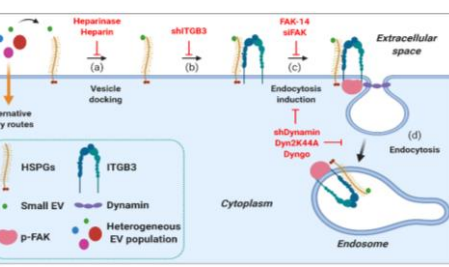 Heparinase
Heparin
shITGB3
FAK-14
siFAK
Extracellular
space
(a)
(b)
(c)
Vesicle
docking
Endocytosis
induction
ernative
y routes
shDynamin
Dyn2K44A
Dyngo
(d)
Endocytosis
HSPGs
ITGB3
Small EV
Dynamin
p-FAK
Heterogeneous
EV population
Cytoplasm
Endosome